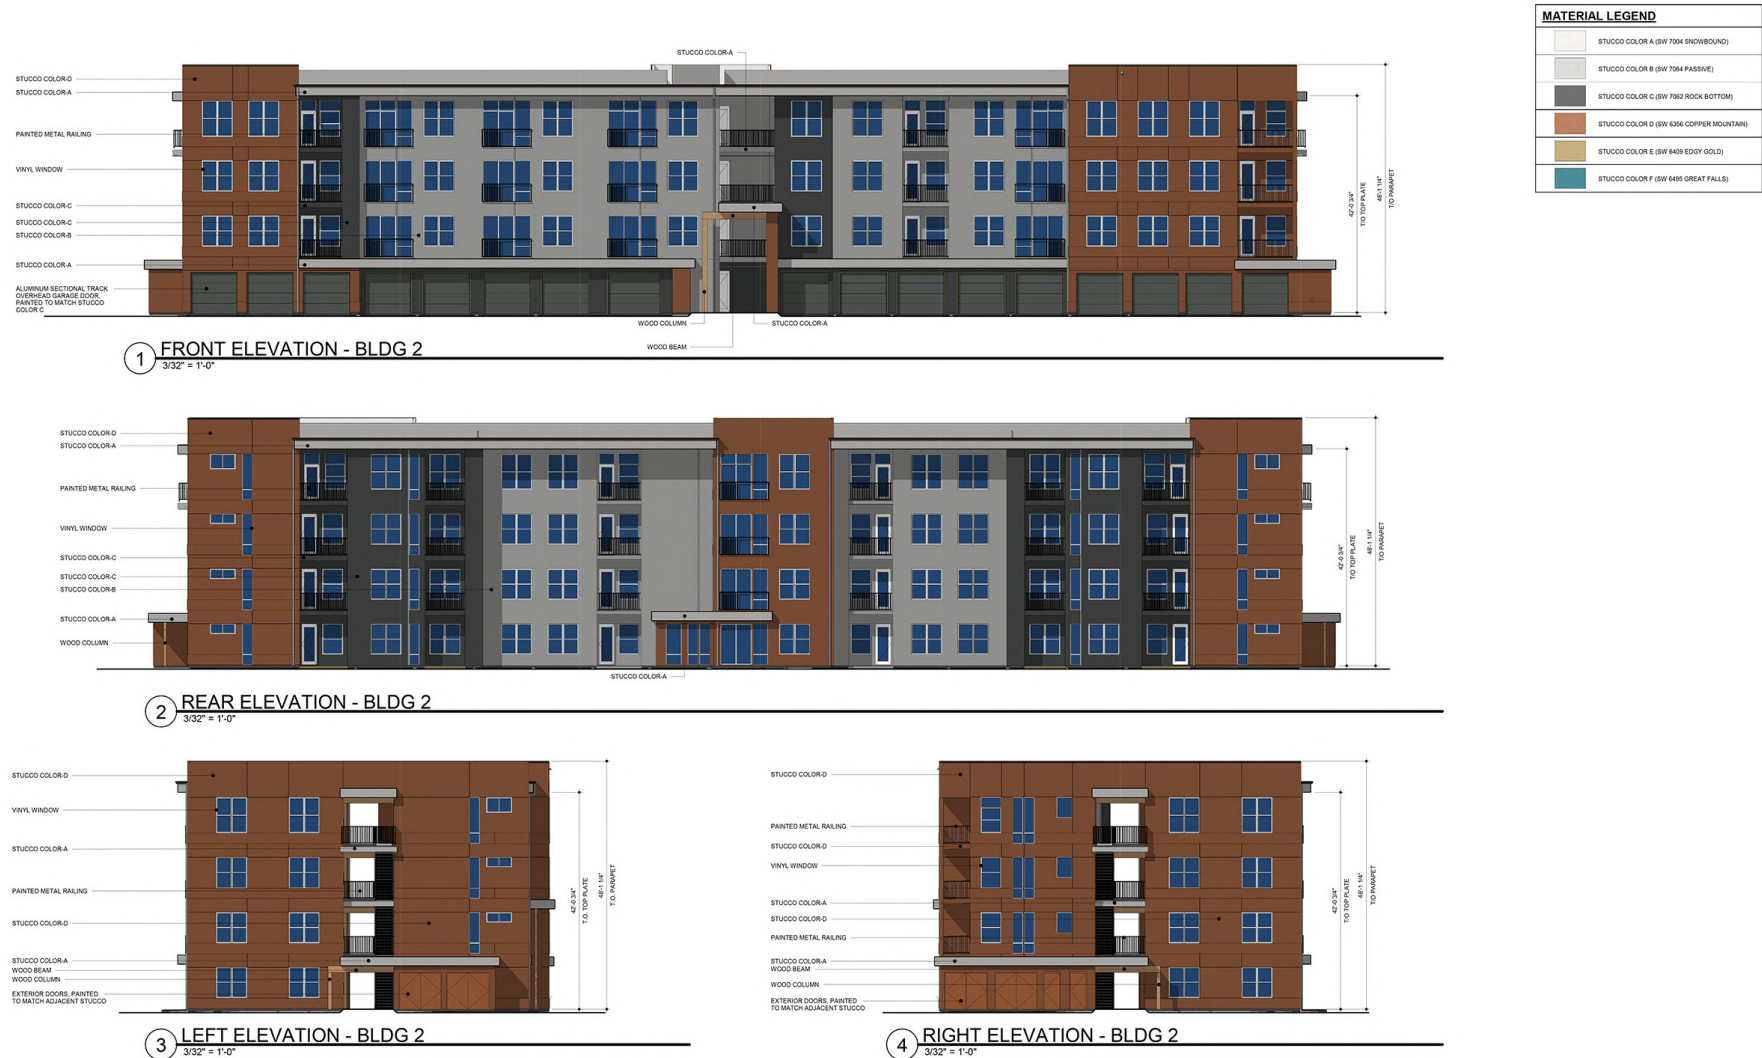 MATERIAL LEGEND
STUCCO COLOR A (SW 7004 SNOWBOUND)
STUCCO COLOR B (SW 7064 PASSIVE)
STUCCO COLOR C (SW 7062 ROCK BOTTOM)
STUCCO COLOR D (SW 6356 COPPER MOUNTAIN)
STUCCO COLOR E (SW 6409 EDGY GOLD)
STUCCO COLOR F (SW 6495 GREAT FALLS)
STUCCO COLOR-A
STUCCO COLOR-D
STUCCO COLOR-A
PAINTED METAL RAILING
VINYL WINDOW
STUCCO COLOR-C
STUCCO COLOR-C
STUCCO COLOR-B
STUCCO COLOR-A
ALUMINUM SECTIONAL TRACK
OVERHEAD GARAGE DOOR,
PAINTED TO MATCH STUCCO
COLOR C
WOOD COLUMN
STUCCO COLOR-A
WOOD BEAM
42'-0 3/4"
T/O TOP PLATE
48'-1 1/4"
T/O PARAPET
1
FRONT ELEVATION - BLDG 2
3/32" = 1'-0"
STUCCO COLOR-D
STUCCO COLOR-A
PAINTED METAL RAILING
VINYL WINDOW
STUCCO COLOR-C
STUCCO COLOR-C
STUCCO COLOR-B
STUCCO COLOR-A
WOOD COLUMN
STUCCO COLOR-A
42'-0 3/4"
T/O TOP PLATE
48'-1 1/4"
T/O PARAPET
2
REAR ELEVATION - BLDG 2
3/32" = 1'-0"
STUCCO COLOR-D
VINYL WINDOW
STUCCO COLOR-A
PAINTED METAL RAILING
STUCCO COLOR-D
STUCCO COLOR-A
WOOD BEAM
WOOD COLUMN
EXTERIOR DOORS, PAINTED
TO MATCH ADJACENT STUCCO
42'-0 3/4"
T.O. TOP PLATE
48'-1 1/4"
T.O. PARAPET
3
LEFT ELEVATION - BLDG 2
3/32" = 1'-0"
STUCCO COLOR-D
PAINTED METAL RAILING
STUCCO COLOR-D
VINYL WINDOW
STUCCO COLOR-A
STUCCO COLOR-D
PAINTED METAL RAILING
STUCCO COLOR-A
WOOD BEAM
WOOD COLUMN
EXTERIOR DOORS, PAINTED
TO MATCH ADJACENT STUCCO
42'-0 3/4"
T/O TOP PLATE
48'-1 1/4"
T/O PARAPET
4
RIGHT ELEVATION - BLDG 2
3/32" = 1'-0"